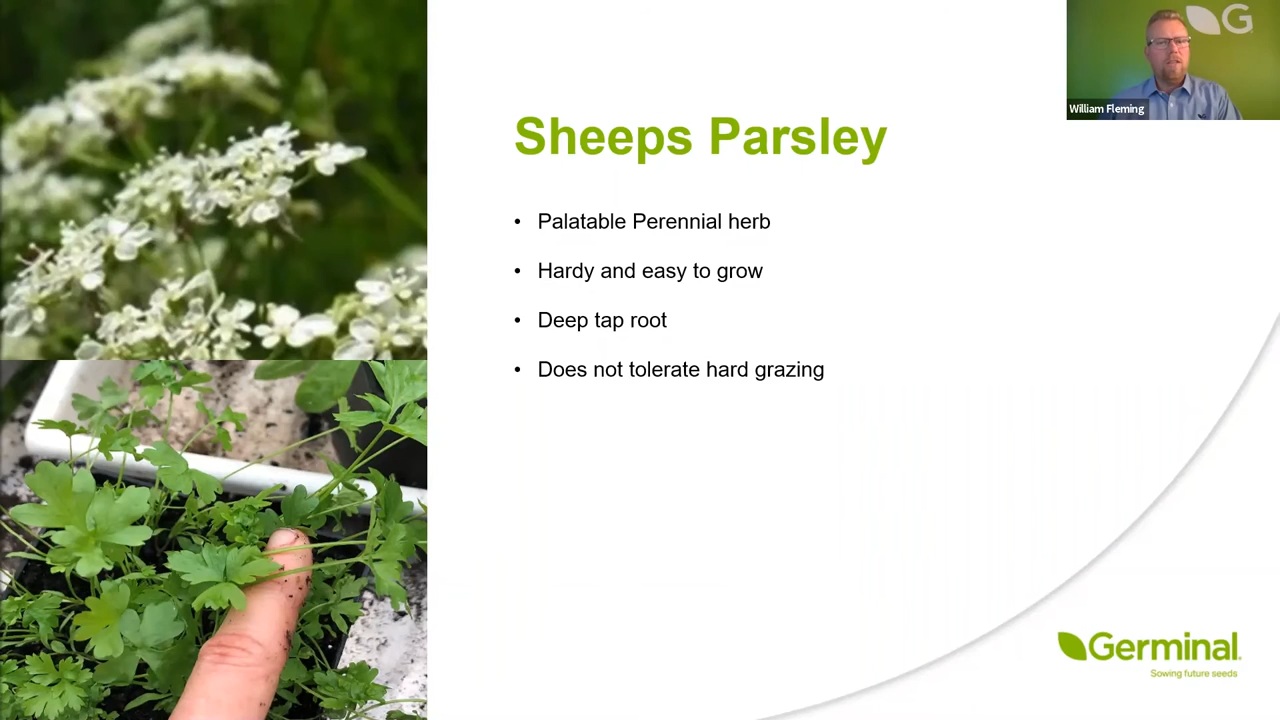 G
William Fleming
Sheeps Parsley
• Palatable Perennial herb
• Hardy and easy to grow
• Deep tap root
• Does not tolerate hard grazing
Germinal.
Sowing future seeds